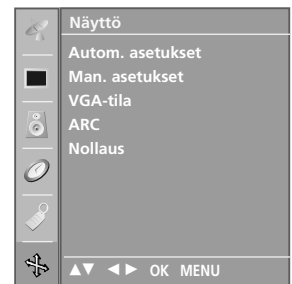 Näyttö
Autom. asetukset
Man. asetukset
VGA-tila
ARC
Nollaus
▲▼ ◄► OK MENU